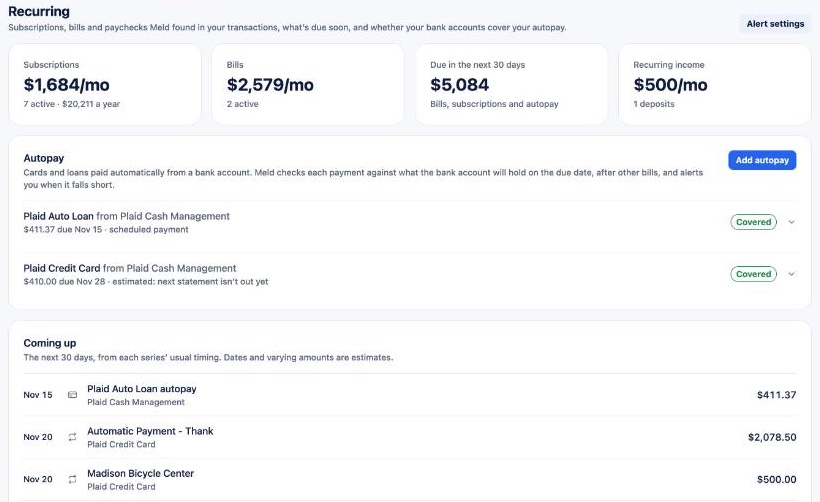 Recurring
Subscriptions, bills and paychecks Meld found in your transactions, what's due soon, and whether your bank accounts cover your autopay.
Alert settings
Subscriptions
$1,684/mo
7 active · $20,211 a year
Bills
$2,579/mo
2 active
Due in the next 30 days
$5,084
Bills, subscriptions and autopay
Recurring income
$500/mo
1 deposits
Autopay
Cards and loans paid automatically from a bank account. Meld checks each payment against what the bank account will hold on the due date, after other bills, and alerts
you when it falls short.
Add autopay
Plaid Auto Loan from Plaid Cash Management
$411.37 due Nov 15 · scheduled payment
Covered
Plaid Credit Card from Plaid Cash Management
$410.00 due Nov 28 · estimated: next statement isn't out yet
Covered
Coming up
The next 30 days, from each series' usual timing. Dates and varying amounts are estimates.
Nov 15
Plaid Auto Loan autopay
Plaid Cash Management
$411.37
Nov 20
Automatic Payment - Thank
Plaid Credit Card
$2,078.50
Nov 20
Madison Bicycle Center
Plaid Credit Card
$500.00